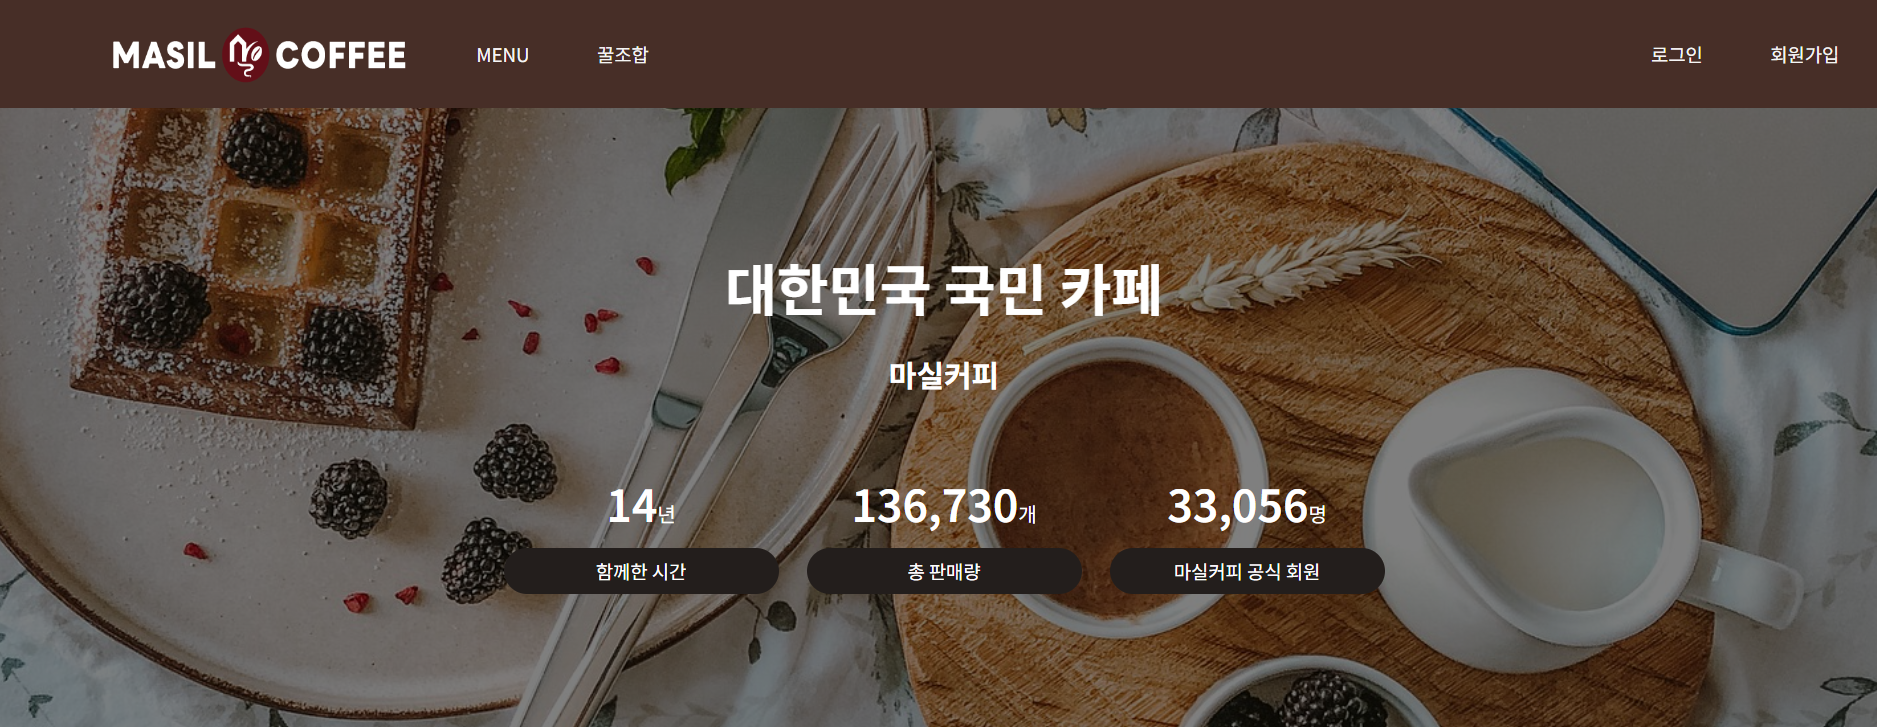 MASIL COFFEE MENU 꿀조합 로그인 회원가입
대한민국 국민 카페
마실커피
14년 136,730개 33,056명
함께한 시간 총 판매량 마실커피 공식 회원